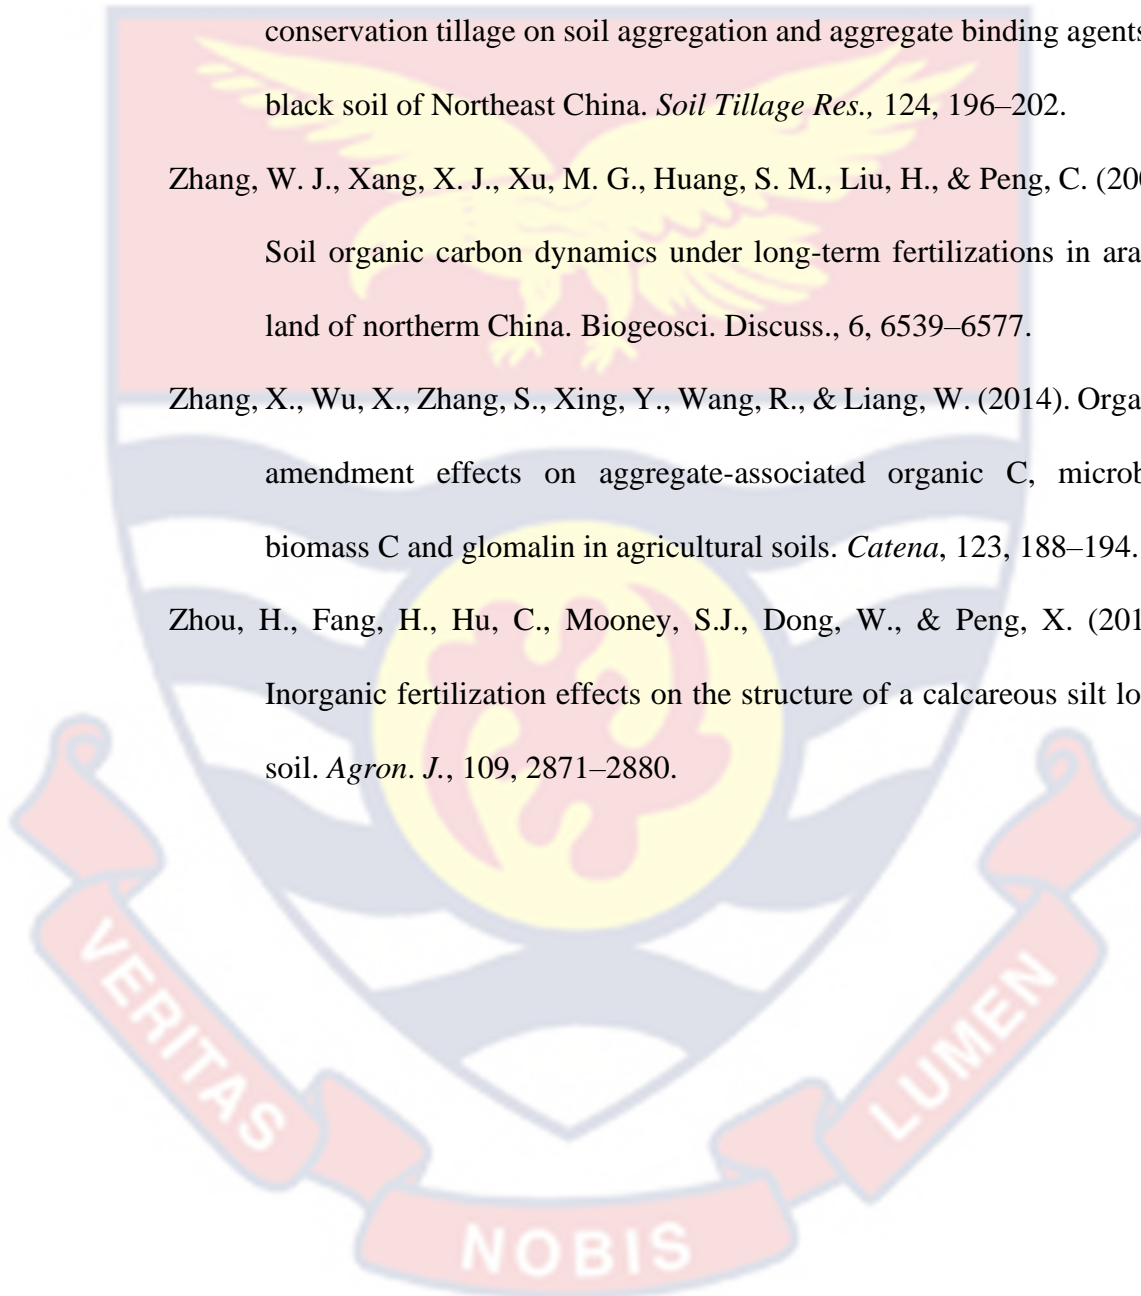 conservation tillage on soil aggregation and aggregate binding agents
black soil of Northeast China. Soil Tillage Res., 124, 196–202.
Zhang, W. J., Xang, X. J., Xu, M. G., Huang, S. M., Liu, H., & Peng, C. (200
Soil organic carbon dynamics under long-term fertilizations in ara
land of northerm China. Biogeosci. Discuss., 6, 6539–6577.
Zhang, X., Wu, X., Zhang, S., Xing, Y., Wang, R., & Liang, W. (2014). Orga
amendment effects on aggregate-associated organic C, microb
biomass C and glomalin in agricultural soils. Catena, 123, 188–194.
Zhou, H., Fang, H., Hu, C., Mooney, S.J., Dong, W., & Peng, X. (201
Inorganic fertilization effects on the structure of a calcareous silt lo
soil. Agron. J., 109, 2871–2880.
VERITAS
NOBIS
LUMEN